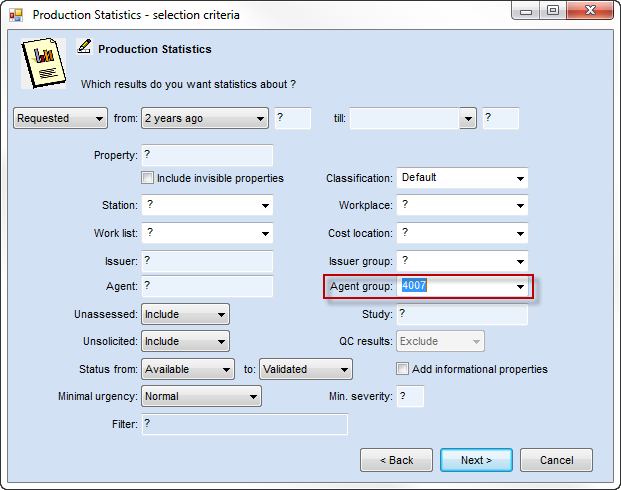 Production Statistics - selection criteria
Production Statistics
Which results do you want statistics about ?
Requested from: 2 years ago ? till: ?
Property: ?
Include invisible properties Classification: Default
Station: ? Workplace: ?
Work list: ? Cost location: ?
Issuer: ? Issuer group: ?
Agent: ? Agent group: 4007
Unassessed: Include Study: ?
Unsolicited: Include QC results: Exclude
Status from: Available to: Validated Add informational properties
Minimal urgency: Normal Min. severity: ?
Filter: ?
< Back Next > Cancel